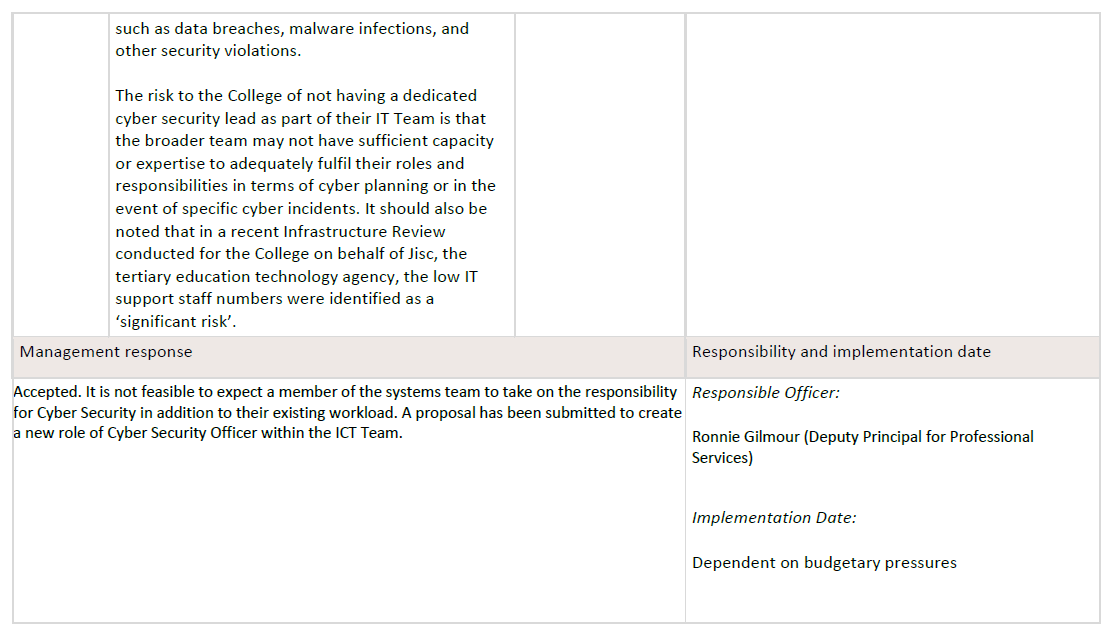 such as data breaches, malware infections, and
other security violations.
The risk to the College of not having a dedicated
cyber security lead as part of their IT Team is that
the broader team may not have sufficient capacity
or expertise to adequately fulfil their roles and
responsibilities in terms of cyber planning or in the
event of specific cyber incidents. It should also be
noted that in a recent Infrastructure Review
conducted for the College on behalf of Jisc, the
tertiary education technology agency, the low IT
support staff numbers were identified as a
‘significant risk’.
Management response
Responsibility and implementation date
Accepted. It is not feasible to expect a member of the systems team to take on the responsibility
for Cyber Security in addition to their existing workload. A proposal has been submitted to create
a new role of Cyber Security Officer within the ICT Team.
Responsible Officer:
Ronnie Gilmour (Deputy Principal for Professional
Services)
Implementation Date:
Dependent on budgetary pressures